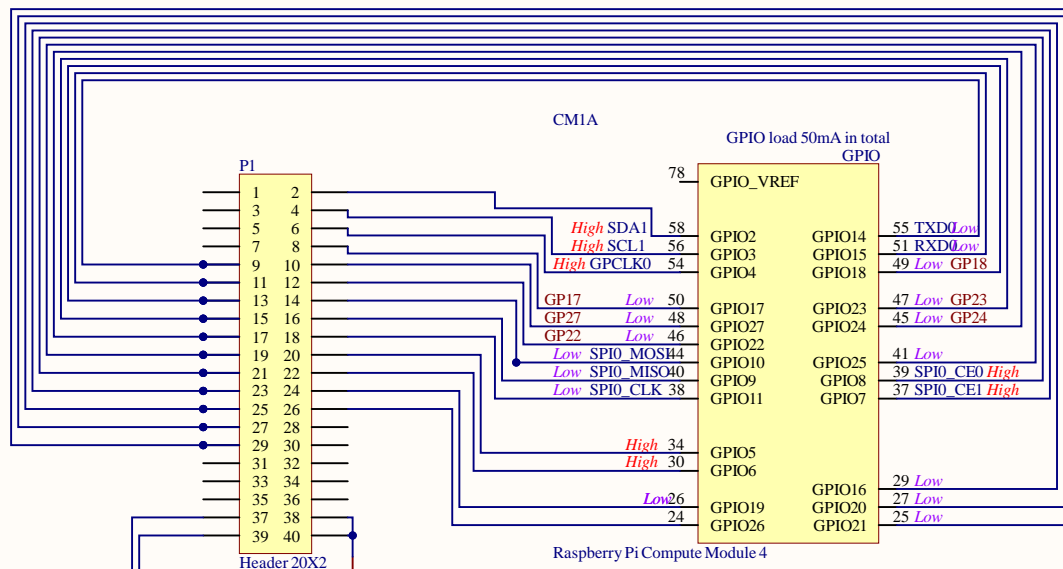 CM1A
GPIO load 50mA in total
P1
GPIO
1 2
3 4
5 6
7 8
9 10
11 12
13 14
15 16
17 18
19 20
21 22
23 24
25 26
27 28
29 30
31 32
33 34
35 36
37 38
39 40
Header 20X2
78 GPIO_VREF
High SDA1 58 GPIO2
High SCL1 56 GPIO3
High GPCLK0 54 GPIO4
GP17 Low 50 GPIO17
GP27 Low 48 GPIO27
GP22 Low 46 GPIO22
Low SPI0_MOSI 44 GPIO10
Low SPI0_MISO 40 GPIO9
Low SPI0_CLK 38 GPIO11
High 34 GPIO5
High 30 GPIO6
Low 26 GPIO19
24 GPIO26
GPIO14 55 TXD0 Low
GPIO15 51 RXD0 Low
GPIO18 49 Low GP18
GPIO23 47 Low GP23
GPIO24 45 Low GP24
GPIO25 41 Low
GPIO8 39 SPI0_CE0 High
GPIO7 37 SPI0_CE1 High
GPIO16 29 Low
GPIO20 27 Low
GPIO21 25 Low
Raspberry Pi Compute Module 4